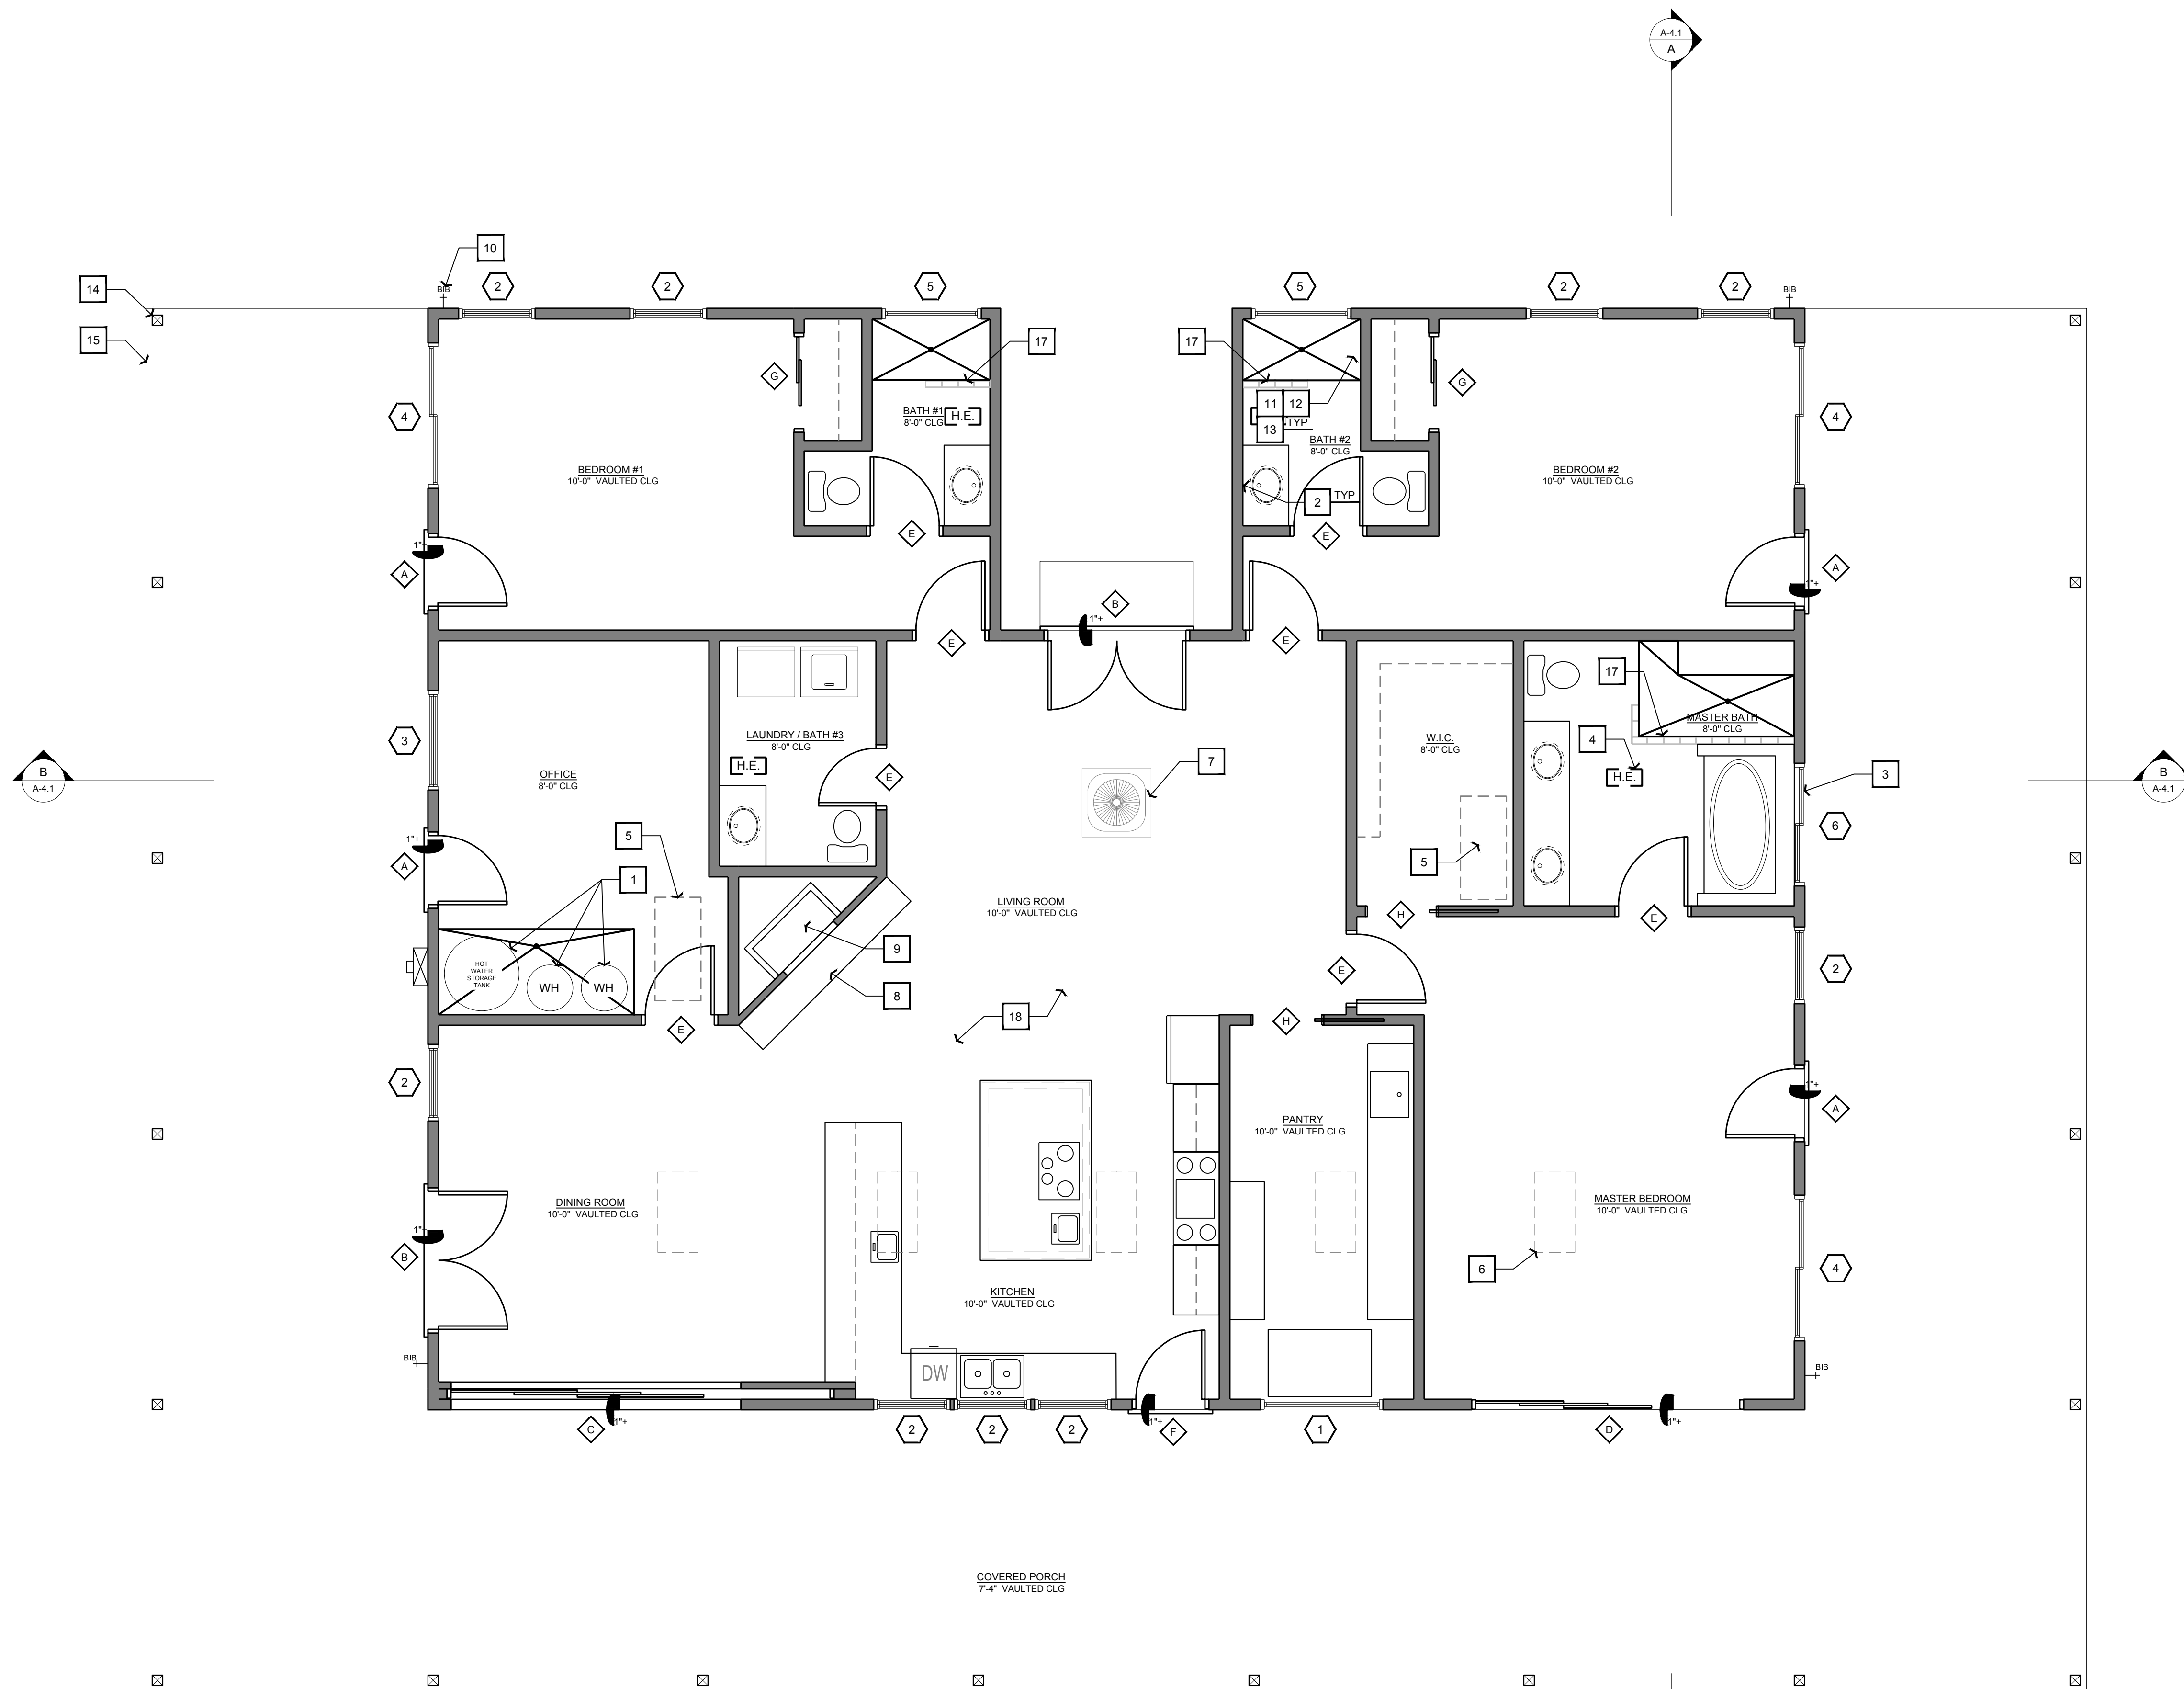 A-4.1
A
10
14
15
BIB
2
2
5
5
2
2
BIB
17
17
G
G
4
4
BATH #1
8'-0" CLG
H.E.
11
12
13
TYP
BATH #2
8'-0" CLG
BEDROOM #1
10'-0" VAULTED CLG
BEDROOM #2
10'-0" VAULTED CLG
2
TYP
E
E
1"+
A
1"+
A
B
1"+
E
E
17
3
LAUNDRY / BATH #3
8'-0" CLG
H.E.
W.I.C.
8'-0" CLG
MASTER BATH
8'-0" CLG
4
H.E.
B
A-4.1
OFFICE
8'-0" CLG
E
7
3
B
A-4.1
6
5
1"+
A
1
5
LIVING ROOM
10'-0" VAULTED CLG
H
E
9
HOT
WATER
STORAGE
TANK
WH
WH
8
E
2
18
E
H
2
1"+
A
PANTRY
10'-0" VAULTED CLG
DINING ROOM
10'-0" VAULTED CLG
MASTER BEDROOM
10'-0" VAULTED CLG
1"+
B
6
4
KITCHEN
10'-0" VAULTED CLG
BIB
BIB
DW
C
1"+
2
2
2
1"+
F
1
D
1"+
COVERED PORCH
7'-4" VAULTED CLG